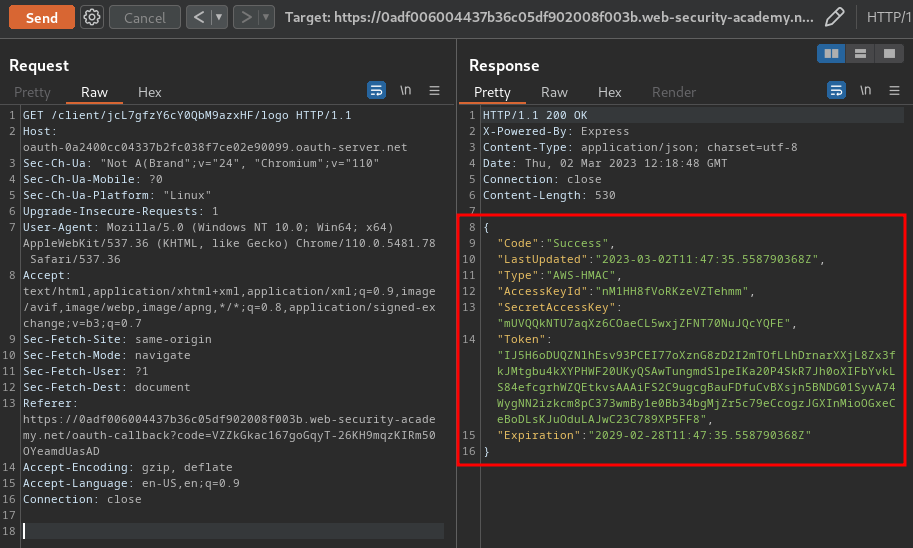 Send Cancel < > Target: https://0adf006004437b36c05df902008f003b.web-security-academy.n... HTTP/1
Request
Pretty Raw Hex \n
1 GET /client/jcL7gfzY6cY0QbM9azxHF/logo HTTP/1.1
2 Host:
oauth-0a2400cc04337b2fc038f7ce02e90099.oauth-server.net
3 Sec-Ch-Ua: "Not A(Brand";v="24", "Chromium";v="110"
4 Sec-Ch-Ua-Mobile: ?0
5 Sec-Ch-Ua-Platform: "Linux"
6 Upgrade-Insecure-Requests: 1
7 User-Agent: Mozilla/5.0 (Windows NT 10.0; Win64; x64)
AppleWebKit/537.36 (KHTML, like Gecko) Chrome/110.0.5481.78
Safari/537.36
8 Accept:
text/html,application/xhtml+xml,application/xml;q=0.9,image
/avif,image/webp,image/apng,*/*;q=0.8,application/signed-ex
change;v=b3;q=0.7
9 Sec-Fetch-Site: same-origin
10 Sec-Fetch-Mode: navigate
11 Sec-Fetch-User: ?1
12 Sec-Fetch-Dest: document
13 Referer:
https://0adf006004437b36c05df902008f003b.web-security-acade
my.net/oauth-callback?code=VZZkGkac167goGqyT-26KH9mqzKIRm50
OYeamdUasAD
14 Accept-Encoding: gzip, deflate
15 Accept-Language: en-US,en;q=0.9
16 Connection: close
17
18
Response
Pretty Raw Hex Render \n
1 HTTP/1.1 200 OK
2 X-Powered-By: Express
3 Content-Type: application/json; charset=utf-8
4 Date: Thu, 02 Mar 2023 12:18:48 GMT
5 Connection: close
6 Content-Length: 530
7
8 {
9 "Code":"Success",
10 "LastUpdated":"2023-03-02T11:47:35.558790368Z",
11 "Type":"AWS-HMAC",
12 "AccessKeyId":"nM1HH8fVoRKzeVZTehmm",
13 "SecretAccessKey":
"mUVQQkNTU7aqXz6COaeCL5wxjZFNT70NuJQcYQFE",
14 "Token":
"IJ5H6oDUQZNlhEsv93PCEI77oXznG8zD2I2mTOfLLhDrnarXXjL8Zx3f
kJMtgbu4kXYPHWF20UKyQSAwTungmdS1peIKa20P4SkR7Jh0oXIFbYvkL
S84efcgrhWZQEtkvsAAAiFS2C9ugcgBauFDfuCvBXsjn5BNDG01SyvA74
WygNN2izkcm8pC373wmBy1e0Bb34bgMjZr5c79eCcogzJGXInMioOGxeC
eBoDLsKJuOduLAJwC23C789XP5FF8",
15 "Expiration":"2029-02-28T11:47:35.558790368Z"
16 }